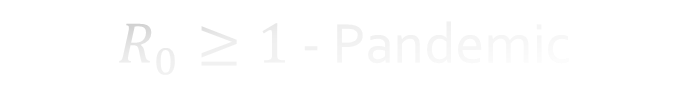 R₀ ≥ 1 - Pandemic